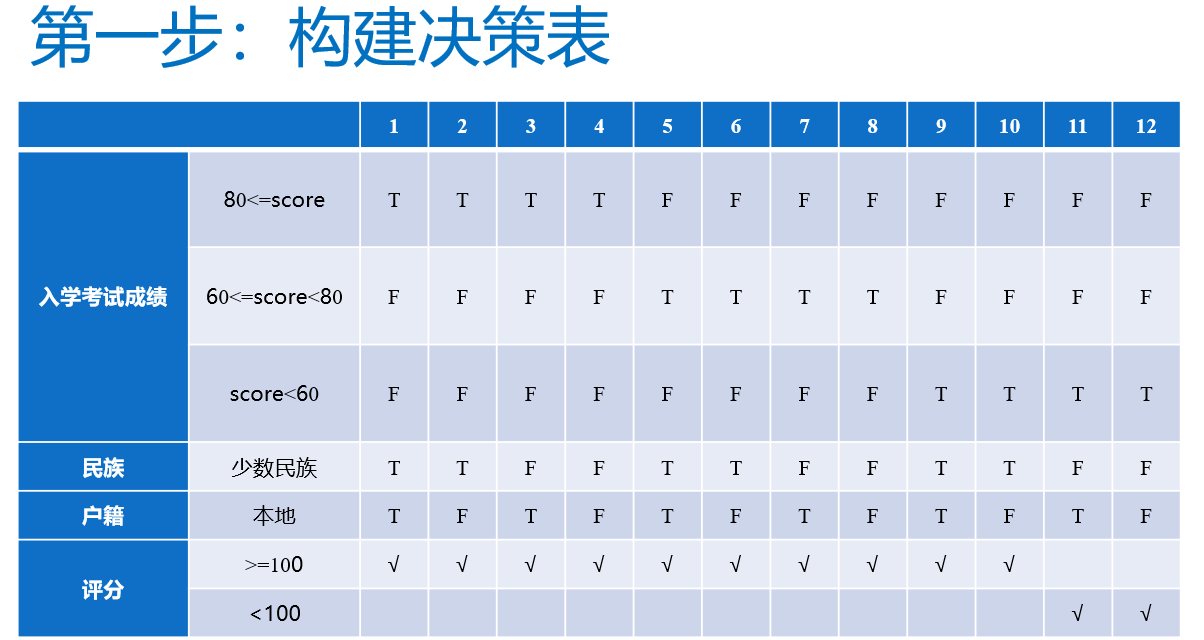 第一步：构建决策表
1 2 3 4 5 6 7 8 9 10 11 12
入学考试成绩
80<=score T T T T F F F F F F F F
60<=score<80 F F F F T T T T F F F F
score<60 F F F F F F F F T T T T
民族 少数民族 T T F F T T F F T T F F
户籍 本地 T F T F T F T F T F T F
评分
>=100 √ √ √ √ √ √ √ √ √ √
<100 √ √